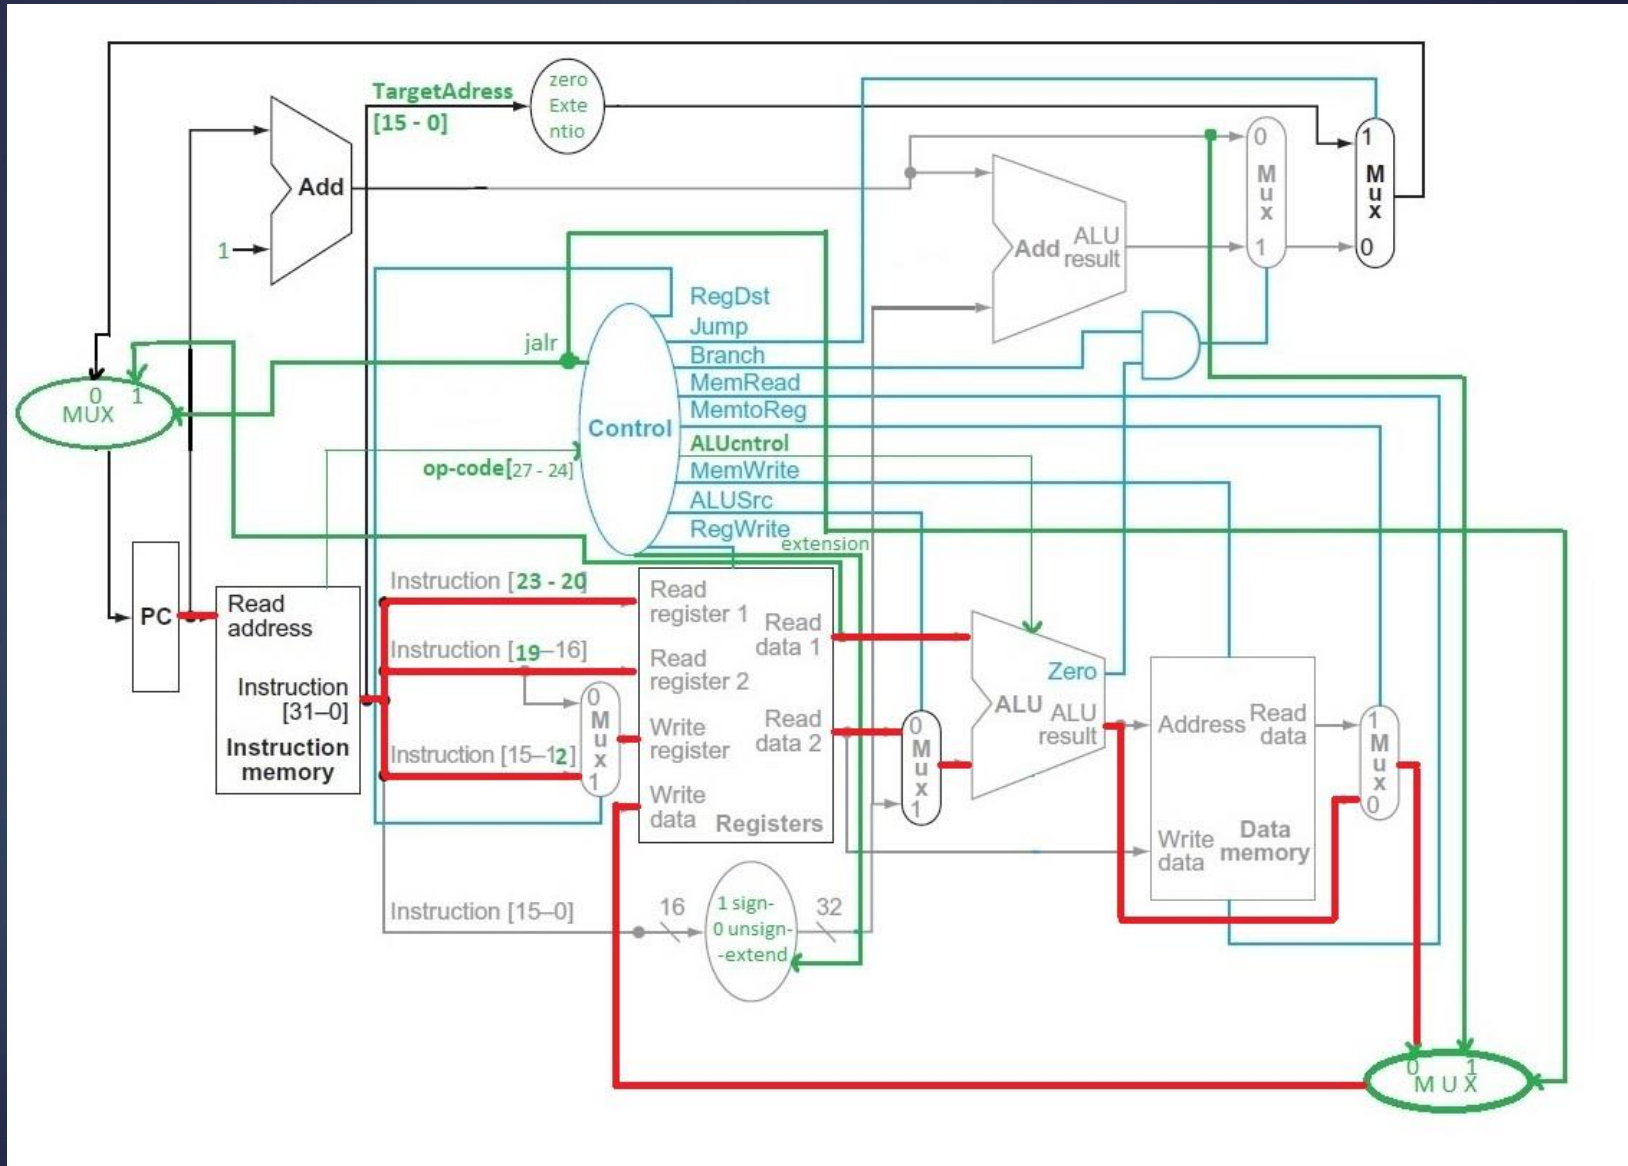 TargetAdress
[15 - 0]
zero
Exte
ntio
Add
1
0
M
u
x
1
1
M
u
x
0
Add
ALU
result
jalr
RegDst
Jump
Branch
MemRead
MemtoReg
ALUcntrol
MemWrite
ALUSrc
RegWrite
extension
Control
op-code[27 - 24]
0 1
MUX
PC
Read
address
Instruction
[31–0]
Instruction
memory
Instruction [23 - 20]
Instruction [19–16]
Instruction [15–12]
Instruction [15–0]
0
M
u
x
1
Read
register 1
Read
register 2
Write
register
Write
data
Read
data 1
Read
data 2
Registers
16
1 sign-
0 unsign-
-extend
32
0
M
u
x
1
Zero
ALU
ALU
result
Address
Read
data
Write
data
Data
memory
1
M
u
x
0
0 1
M U X